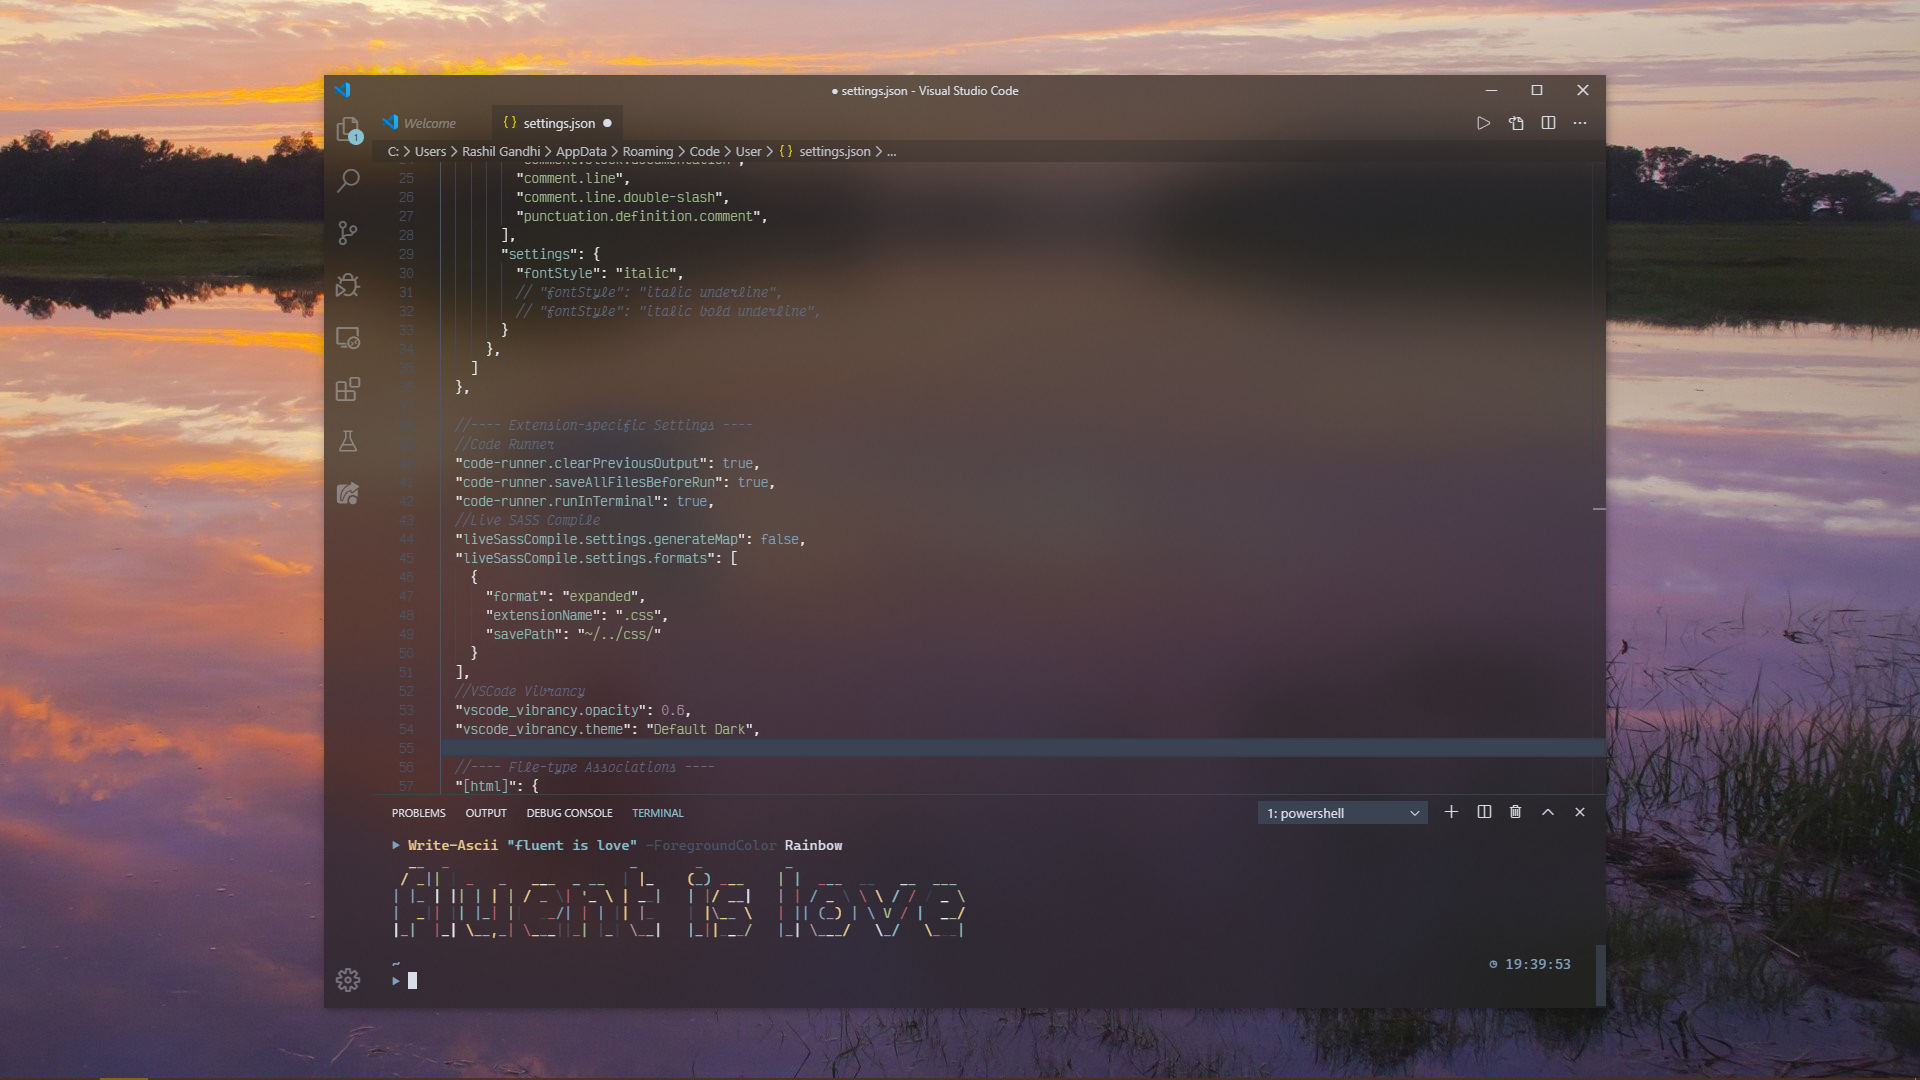 ● settings.json - Visual Studio Code
Welcome
{} settings.json ●
1
C: > Users > Rashil Gandhi > AppData > Roaming > Code > User > {} settings.json > ...
25 "comment.line",
26 "comment.line.double-slash",
27 "punctuation.definition.comment",
28 ],
29 "settings": {
30 "fontStyle": "italic",
31 // "fontStyle": "italic underline",
32 // "fontStyle": "italic bold underline",
33 }
34 },
35 ]
},
//---- Extension-specific Settings ----
//Code Runner
"code-runner.clearPreviousOutput": true,
41 "code-runner.saveAllFilesBeforeRun": true,
42 "code-runner.runInTerminal": true,
43 //Live SASS Compile
44 "liveSassCompile.settings.generateMap": false,
45 "liveSassCompile.settings.formats": [
46 {
47 "format": "expanded",
48 "extensionName": ".css",
49 "savePath": "~/../css/"
50 }
51 ],
52 //VSCode Vibrancy
53 "vscode_vibrancy.opacity": 0.6,
54 "vscode_vibrancy.theme": "Default Dark",
55
56 //---- File-type Associations ----
57 "[html]": {
PROBLEMS OUTPUT DEBUG CONSOLE TERMINAL 1: powershell
Write-Ascii "fluent is love" -ForegroundColor Rainbow
fluent is love
~
19:39:53